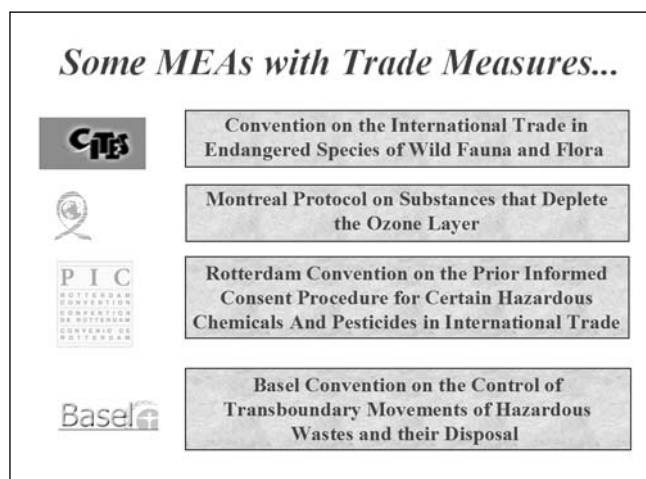 Some MEAs with Trade Measures...
CITES
Convention on the International Trade in
Endangered Species of Wild Fauna and Flora
Montreal Protocol on Substances that Deplete
the Ozone Layer
PIC
ROTTERDAM
CONVENTION
CONVENTION
DE ROTTERDAM
CONVENIO DE
ROTTERDAM
Rotterdam Convention on the Prior Informed
Consent Procedure for Certain Hazardous
Chemicals And Pesticides in International Trade
Basel
Basel Convention on the Control of
Transboundary Movements of Hazardous
Wastes and their Disposal